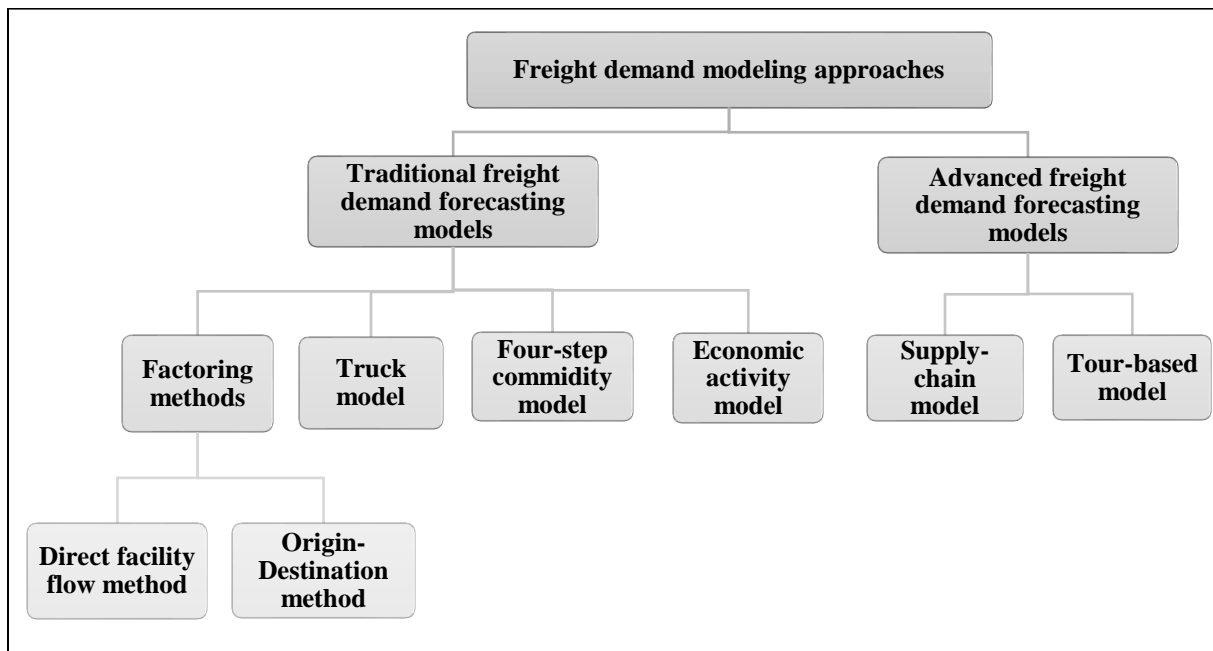 Freight demand modeling approaches
Traditional freight
demand forecasting
models
Advanced freight
demand forecasting
models
Factoring
methods
Truck
model
Four-step
commidity
model
Economic
activity model
Supply-
chain
model
Tour-based
model
Direct facility
flow method
Origin-
Destination
method